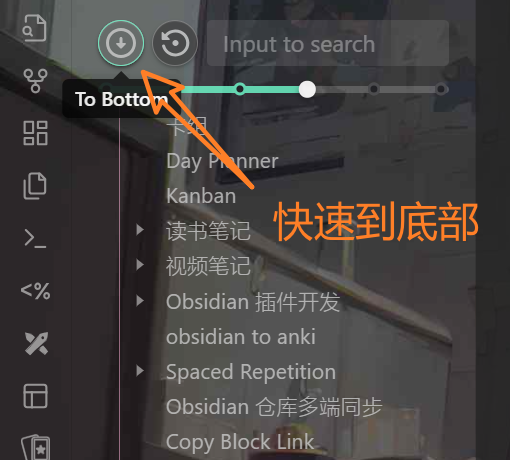 Input to search
To Bottom
卡组
Day Planner
Kanban
快速到底部
读书笔记
视频笔记
Obsidian 插件开发
obsidian to anki
Spaced Repetition
Obsidian 仓库多端同步
Copy Block Link
<%